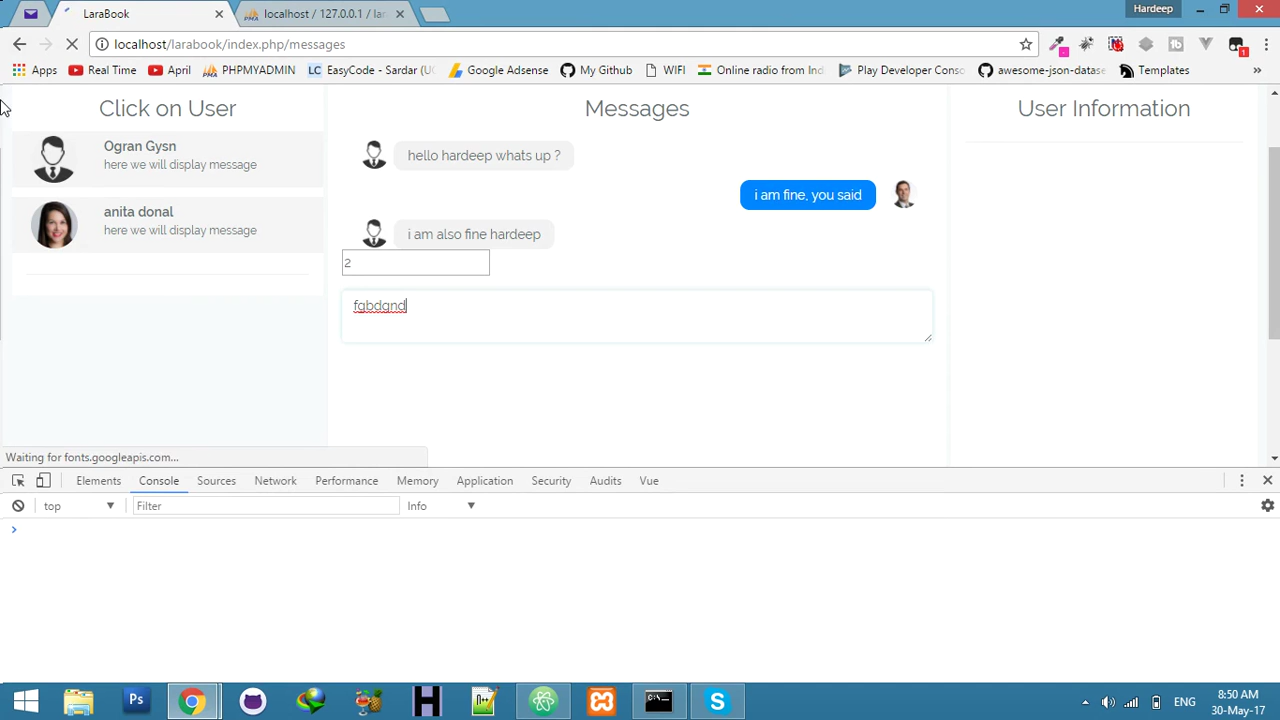 Hardeep
LaraBook
localhost / 127.0.0.1 / lar
localhost/larabook/index.php/messages
Apps
Real Time
April
PHPMYADMIN
LC EasyCode - Sardar (UC
Google Adsense
My Github
WIFI
Online radio from Ind
Play Developer Conso
awesome-json-datase
Templates
»
Click on User
Messages
User Information
Ogran Gysn
here we will display message
anita donal
here we will display message
hello hardeep whats up ?
i am fine, you said
i am also fine hardeep
2
fgbdgnd
Waiting for fonts.googleapis.com...
Elements
Console
Sources
Network
Performance
Memory
Application
Security
Audits
Vue
top
Filter
Info
Ps
ENG
8:50 AM
30-May-17